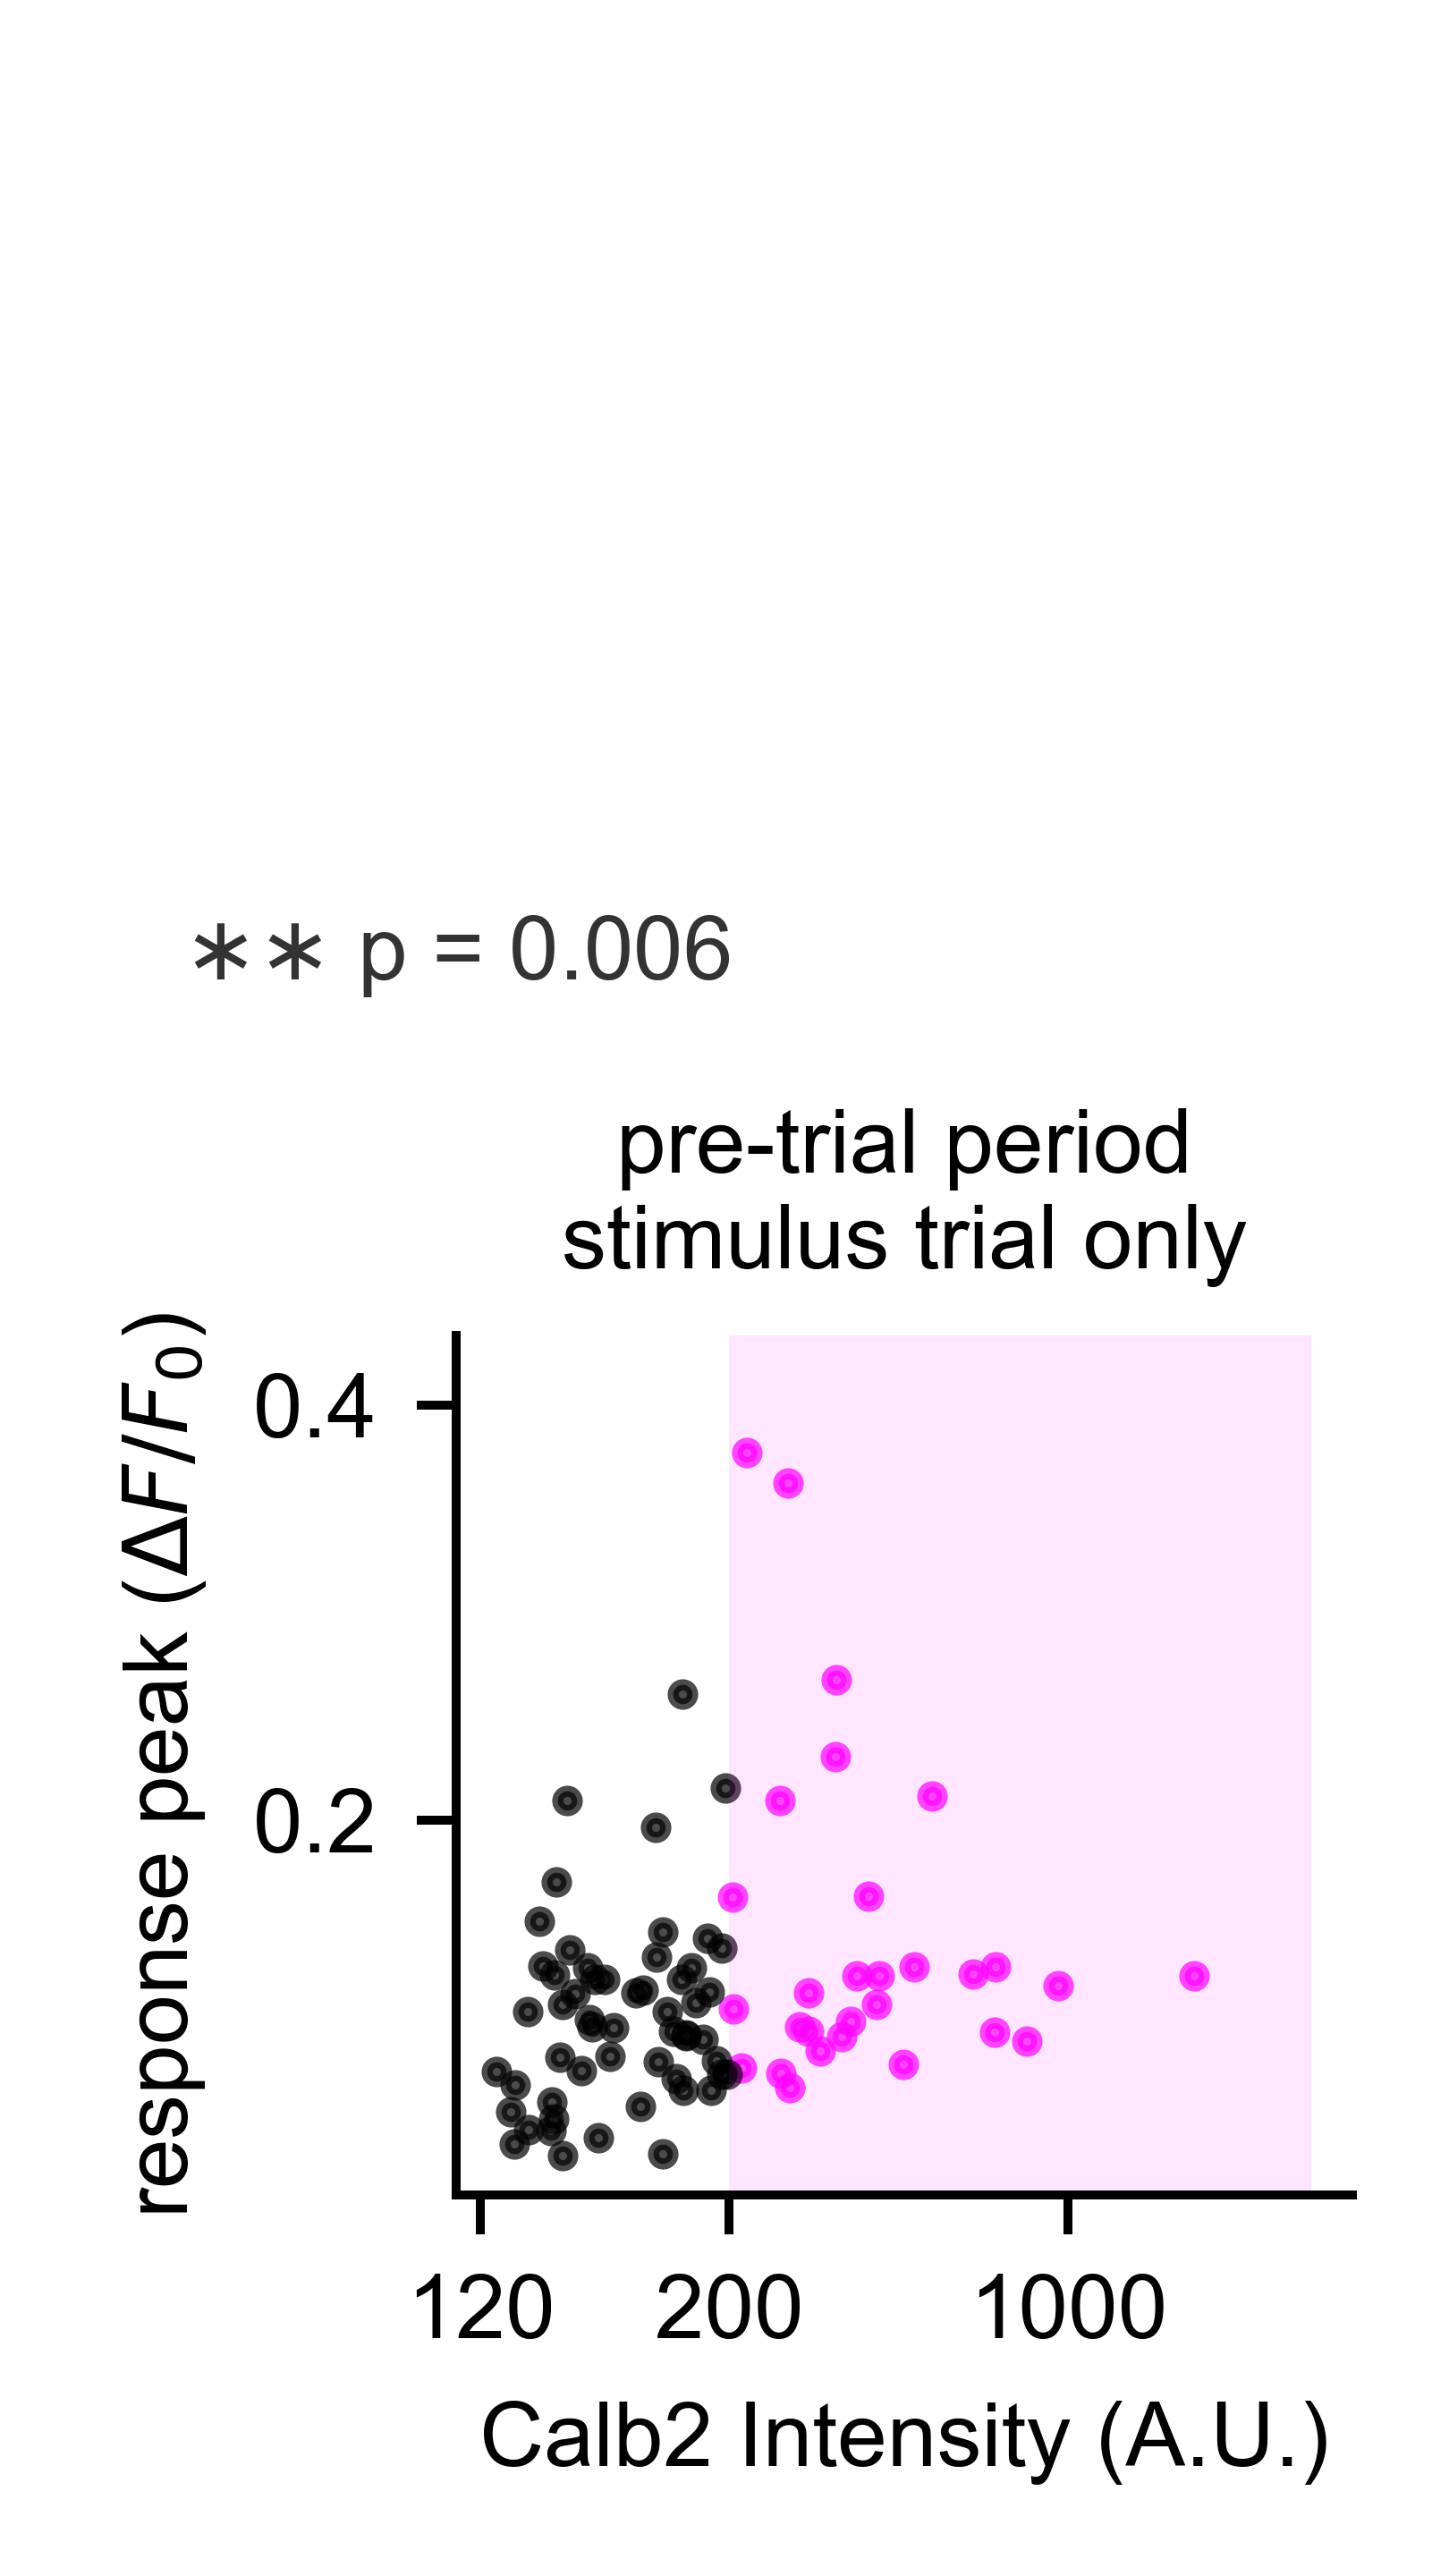 ∗∗ p = 0.006
pre-trial period
stimulus trial only
response peak (ΔF/F₀)
0.4
0.2
120 200 1000
Calb2 Intensity (A.U.)